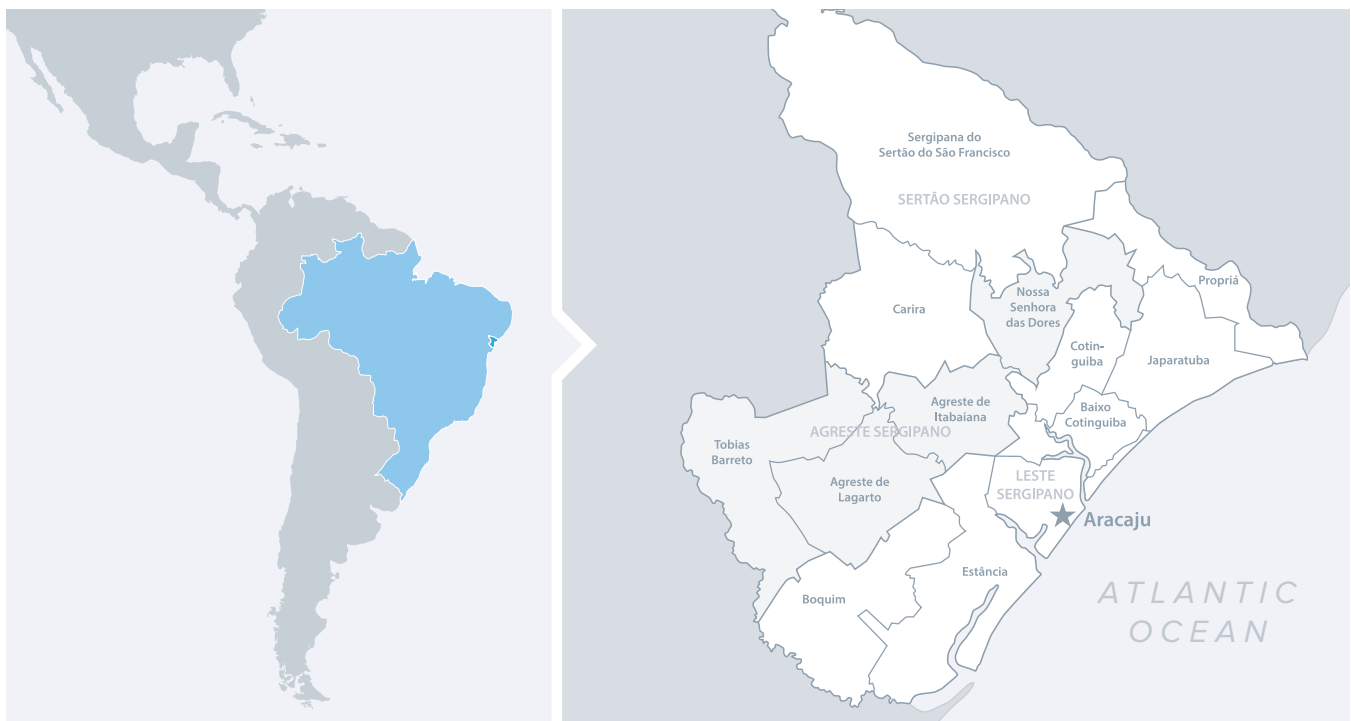 Sergipana do
Sertão do São Francisco
SERTÃO SERGIPANO
Propriá
Nossa
Senhora
das Dores
Carira
Cotin-
guiba
Japaratuba
Agreste de
Itabaiana
Baixo
Cotinguiba
AGRESTE SERGIPANO
Tobias
Barreto
Agreste de
Lagarto
LESTE
SERGIPANO
Aracaju
Estância
Boquim
ATLANTIC
OCEAN